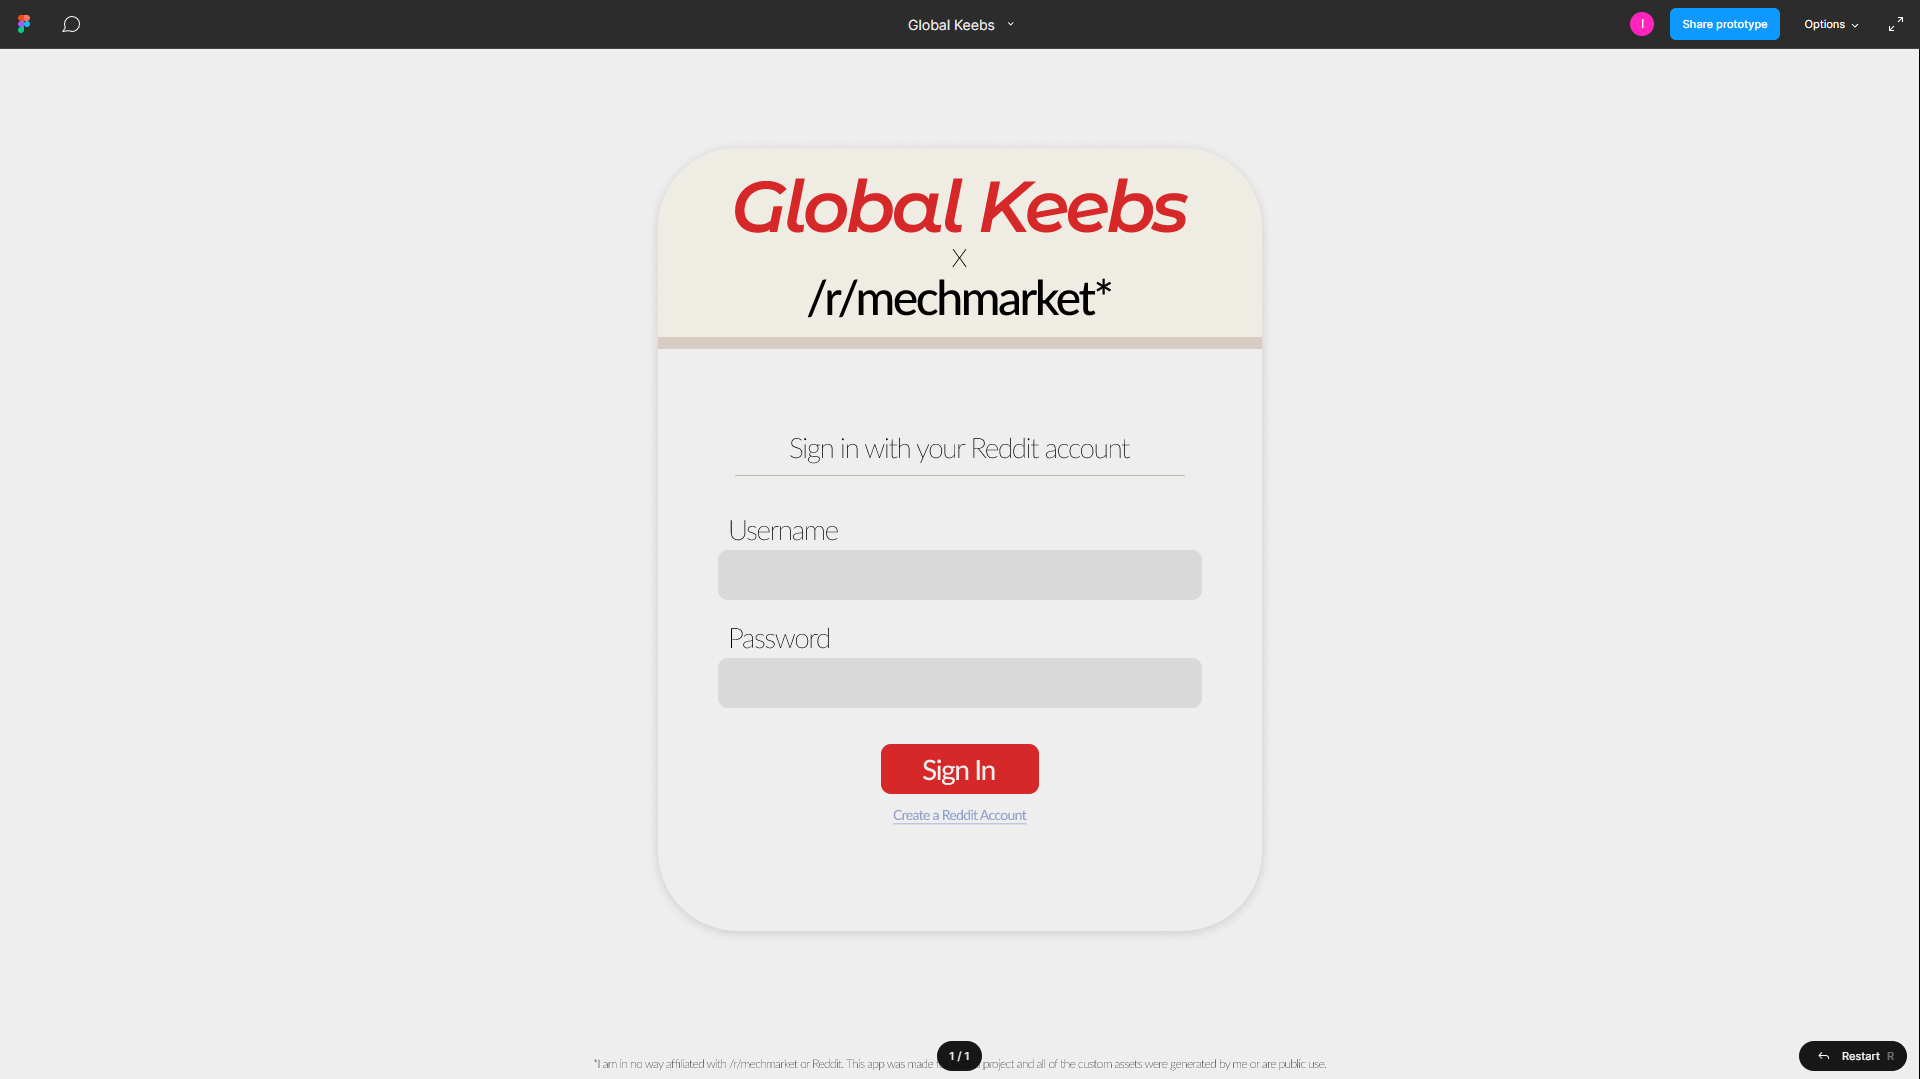 Global Keebs
I
Share prototype
Options
Global Keebs
X
/r/mechmarket*
Sign in with your Reddit account
Username
Password
Sign In
Create a Reddit Account
*I am in no way affiliated with /r/mechmarket or Reddit. This app was made project and all of the custom assets were generated by me or are public use.
1 / 1
Restart R